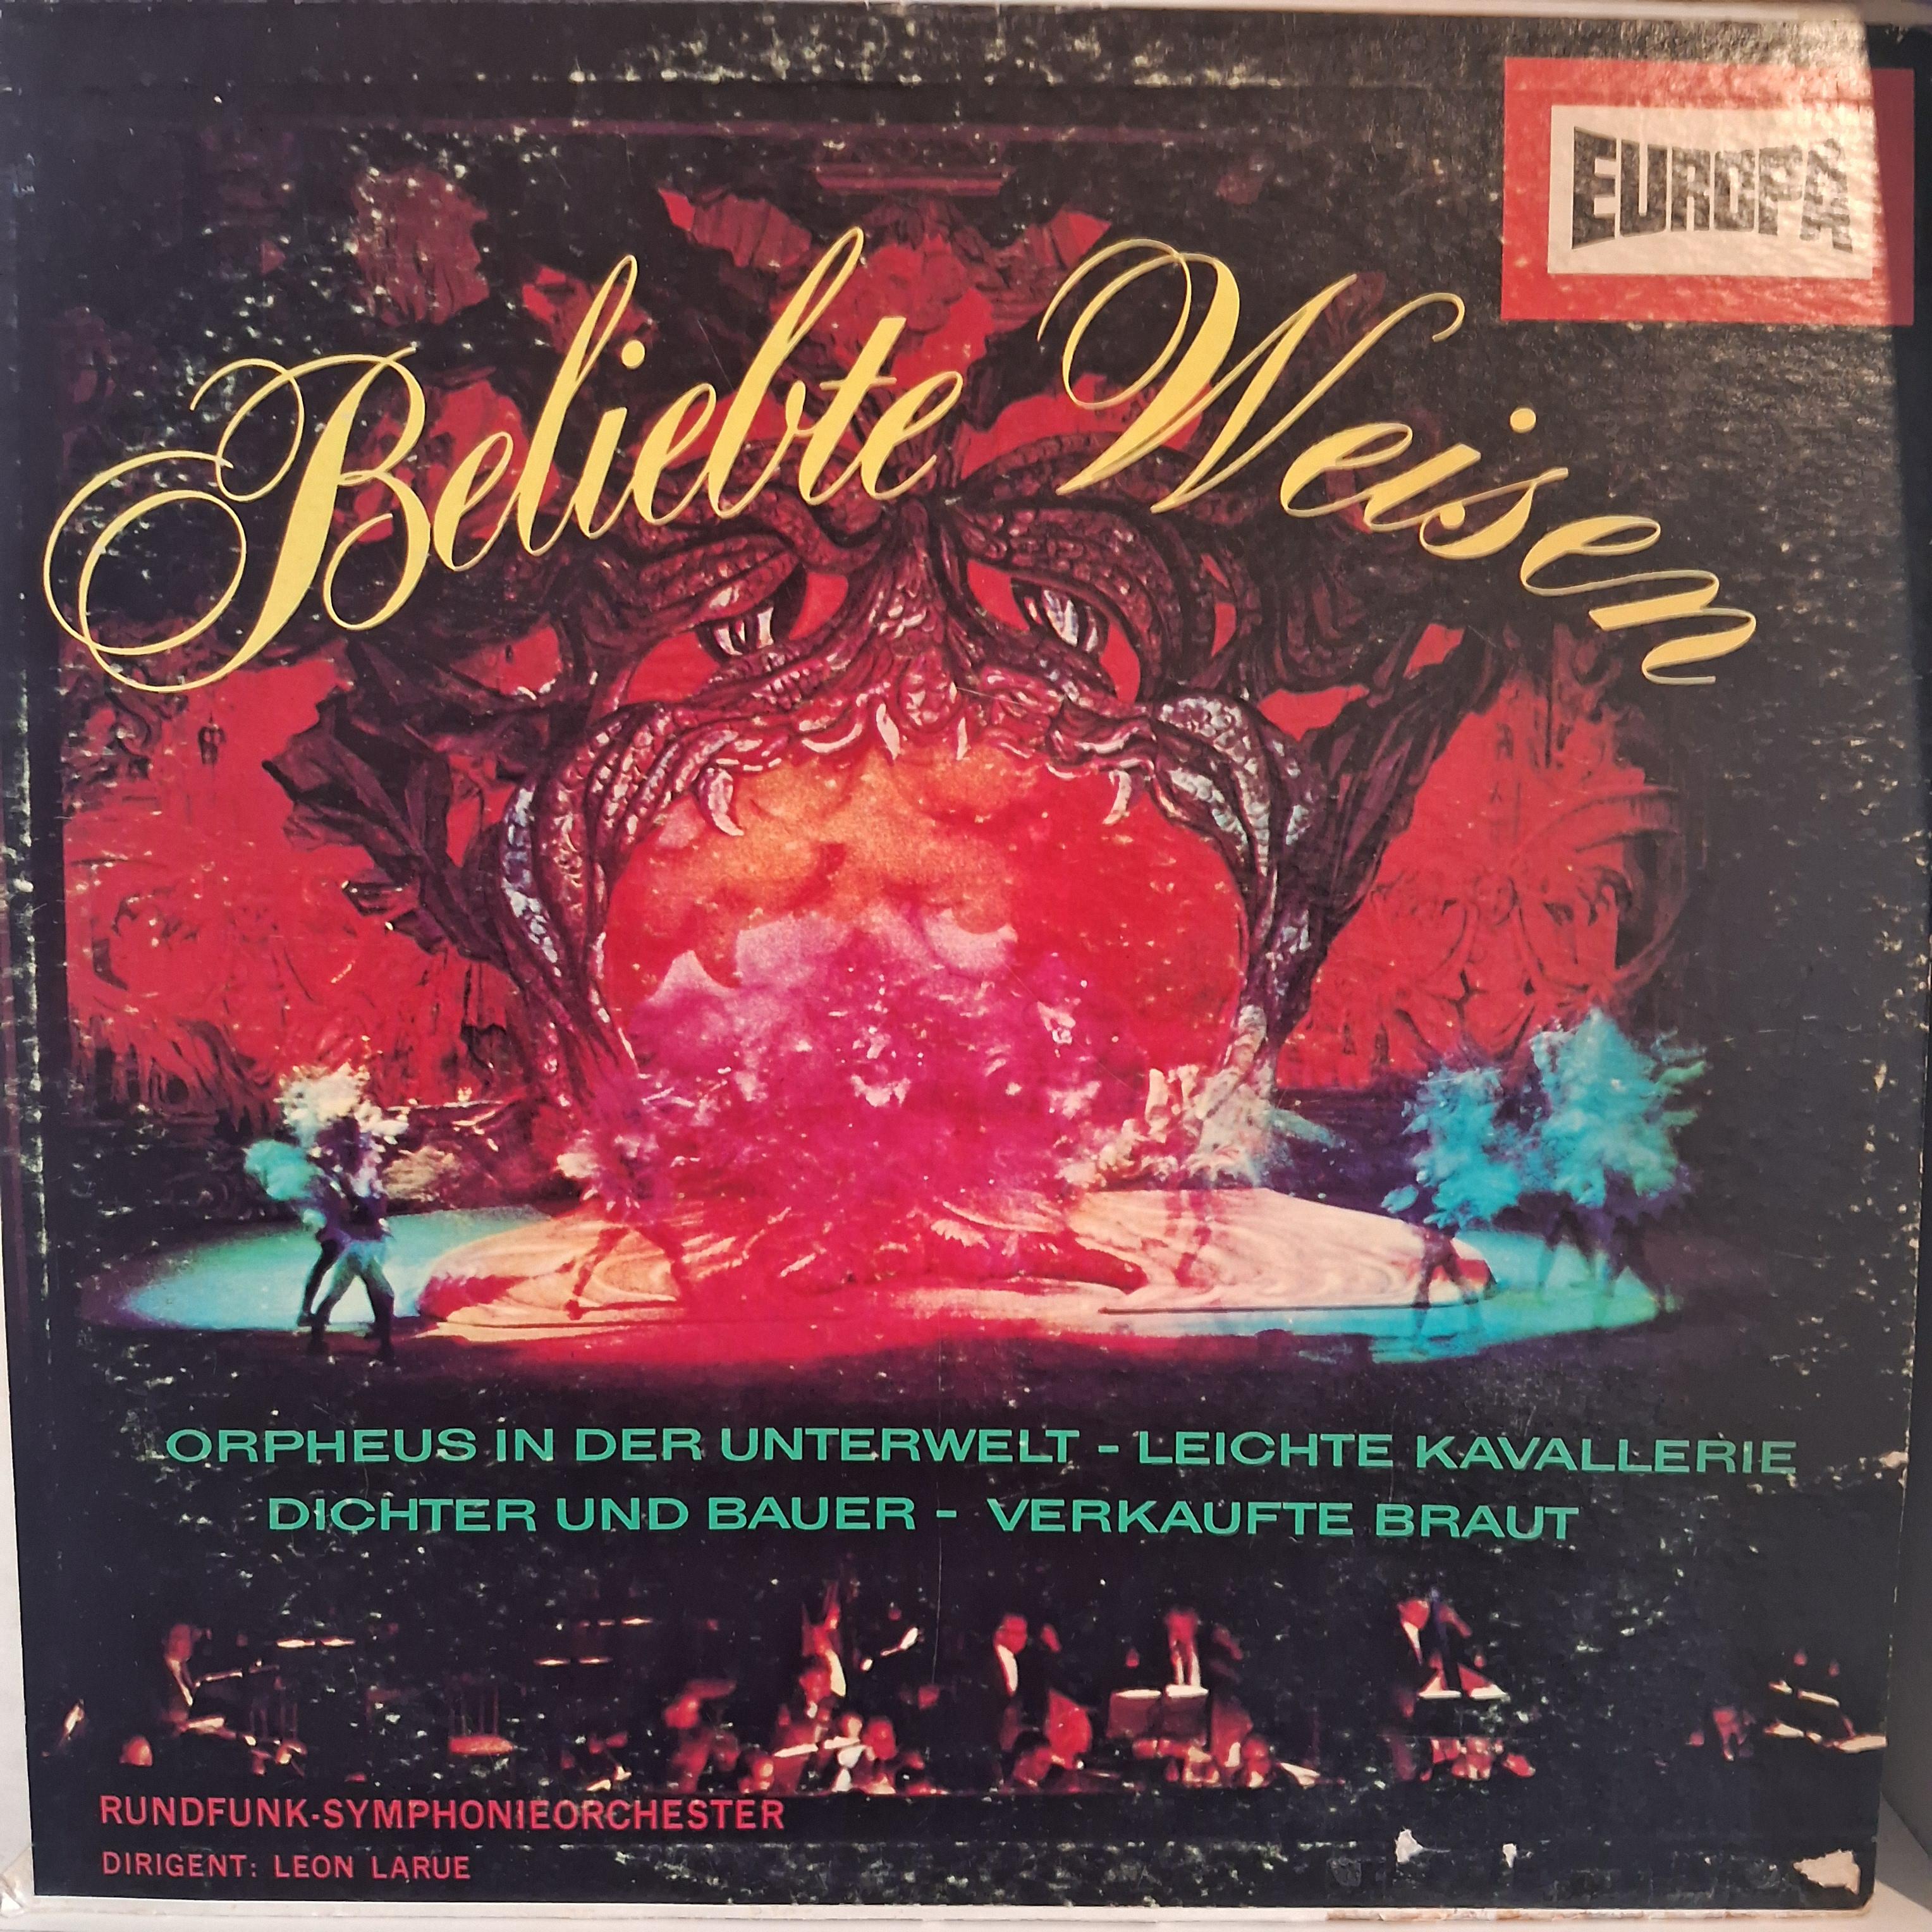 EUROPA
Beliebte Weisen
ORPHEUS IN DER UNTERWELT - LEICHTE KAVALLERIE
DICHTER UND BAUER - VERKAUFTE BRAUT
RUNDFUNK-SYMPHONIEORCHESTER
DIRIGENT: LEON LARUE